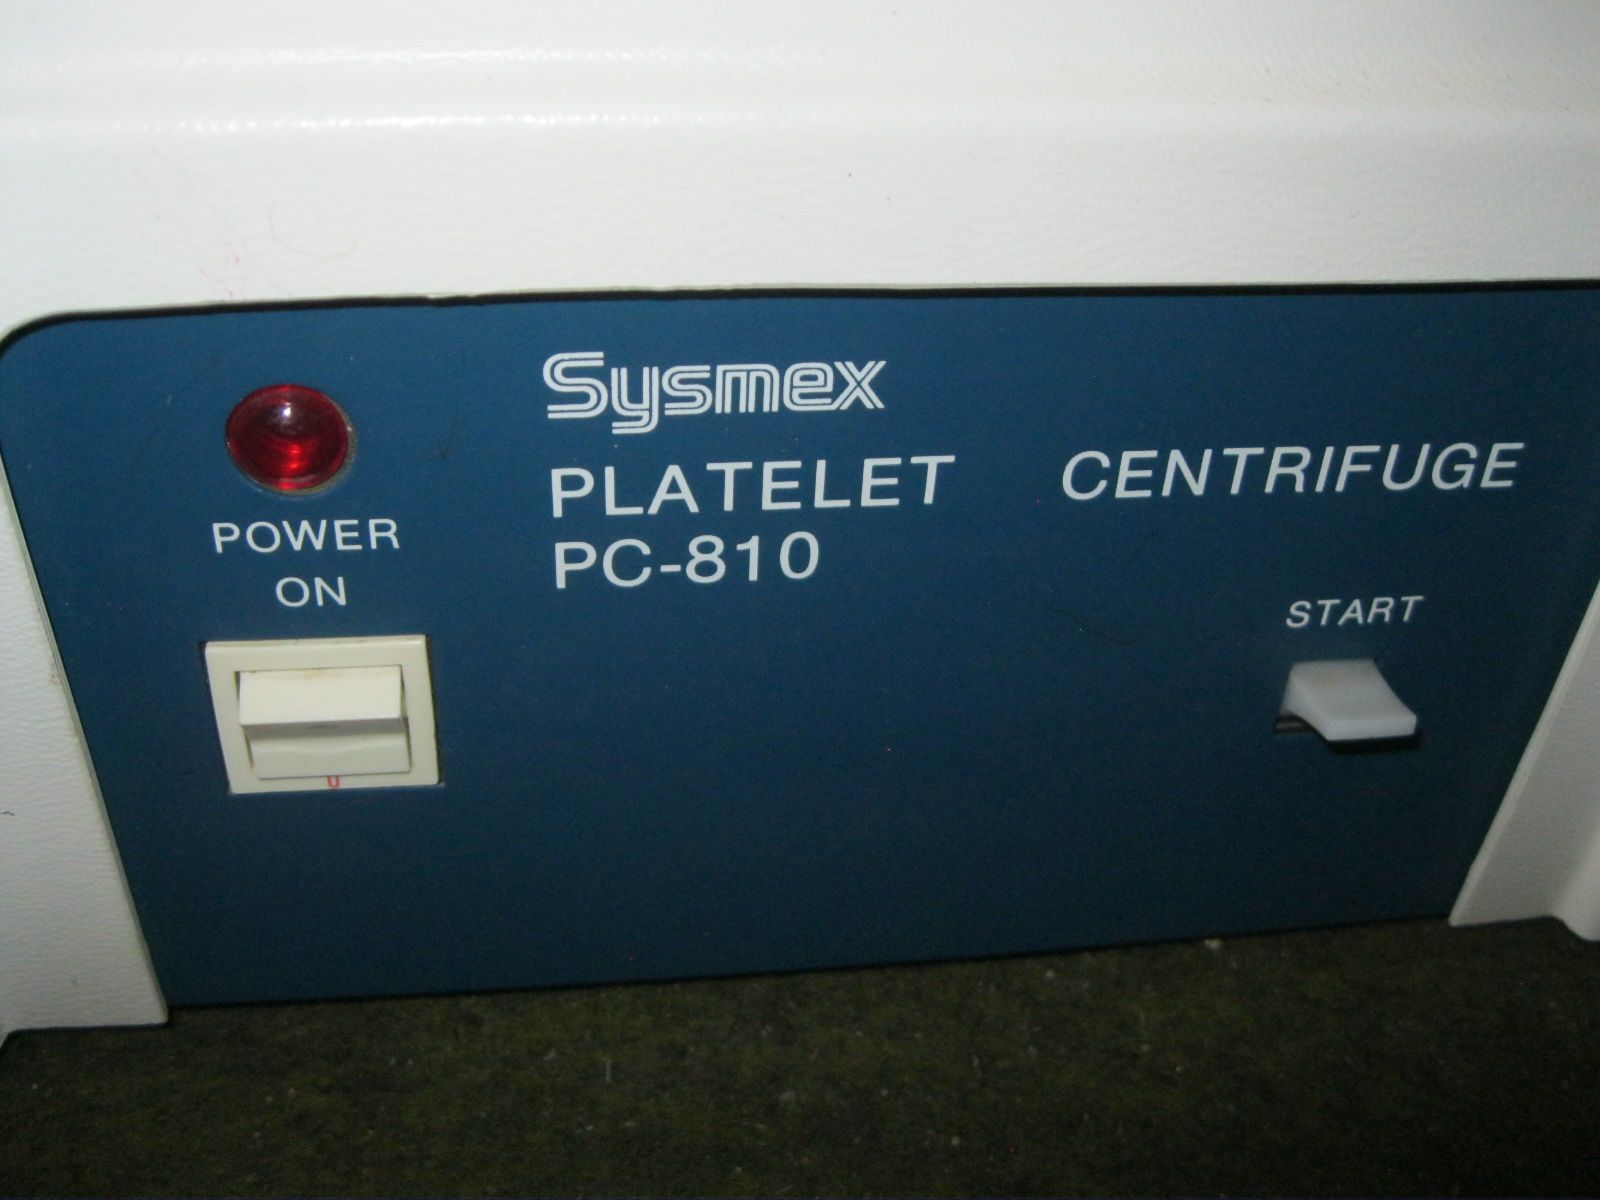 Sysmex
PLATELET CENTRIFUGE
PC-810
POWER
ON
START